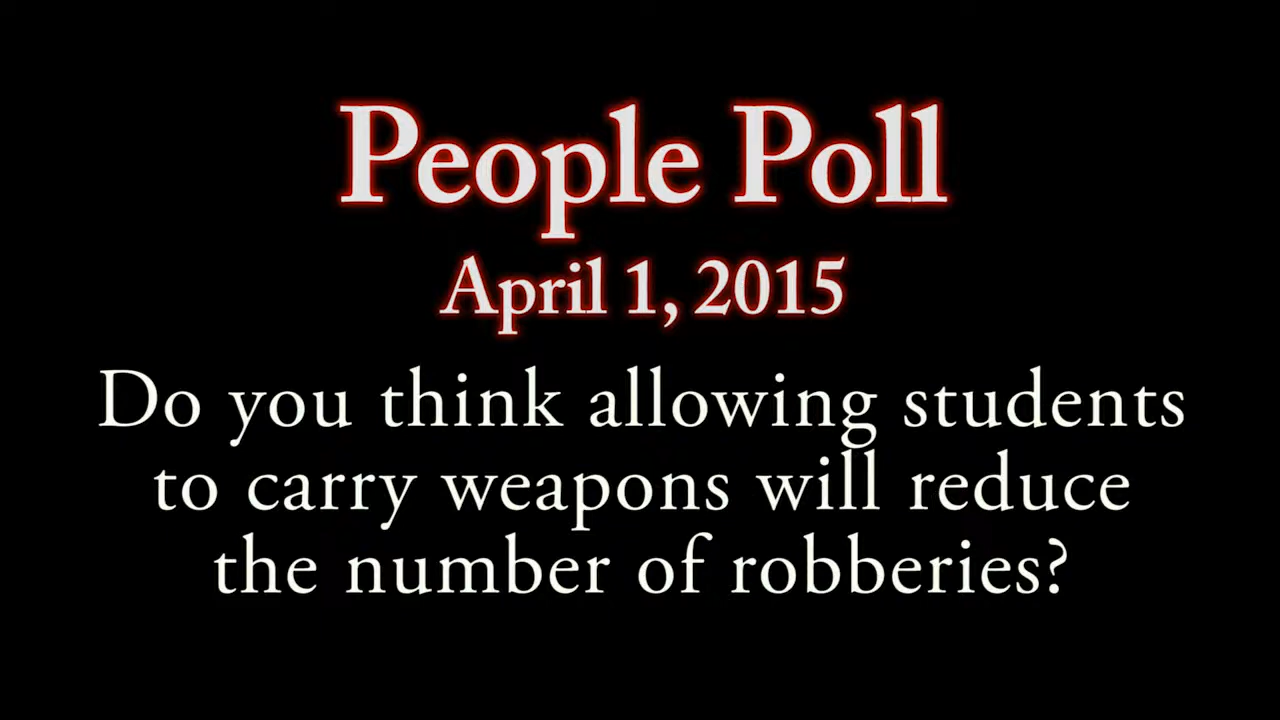 People Poll
April 1, 2015
Do you think allowing students
to carry weapons will reduce
the number of robberies?